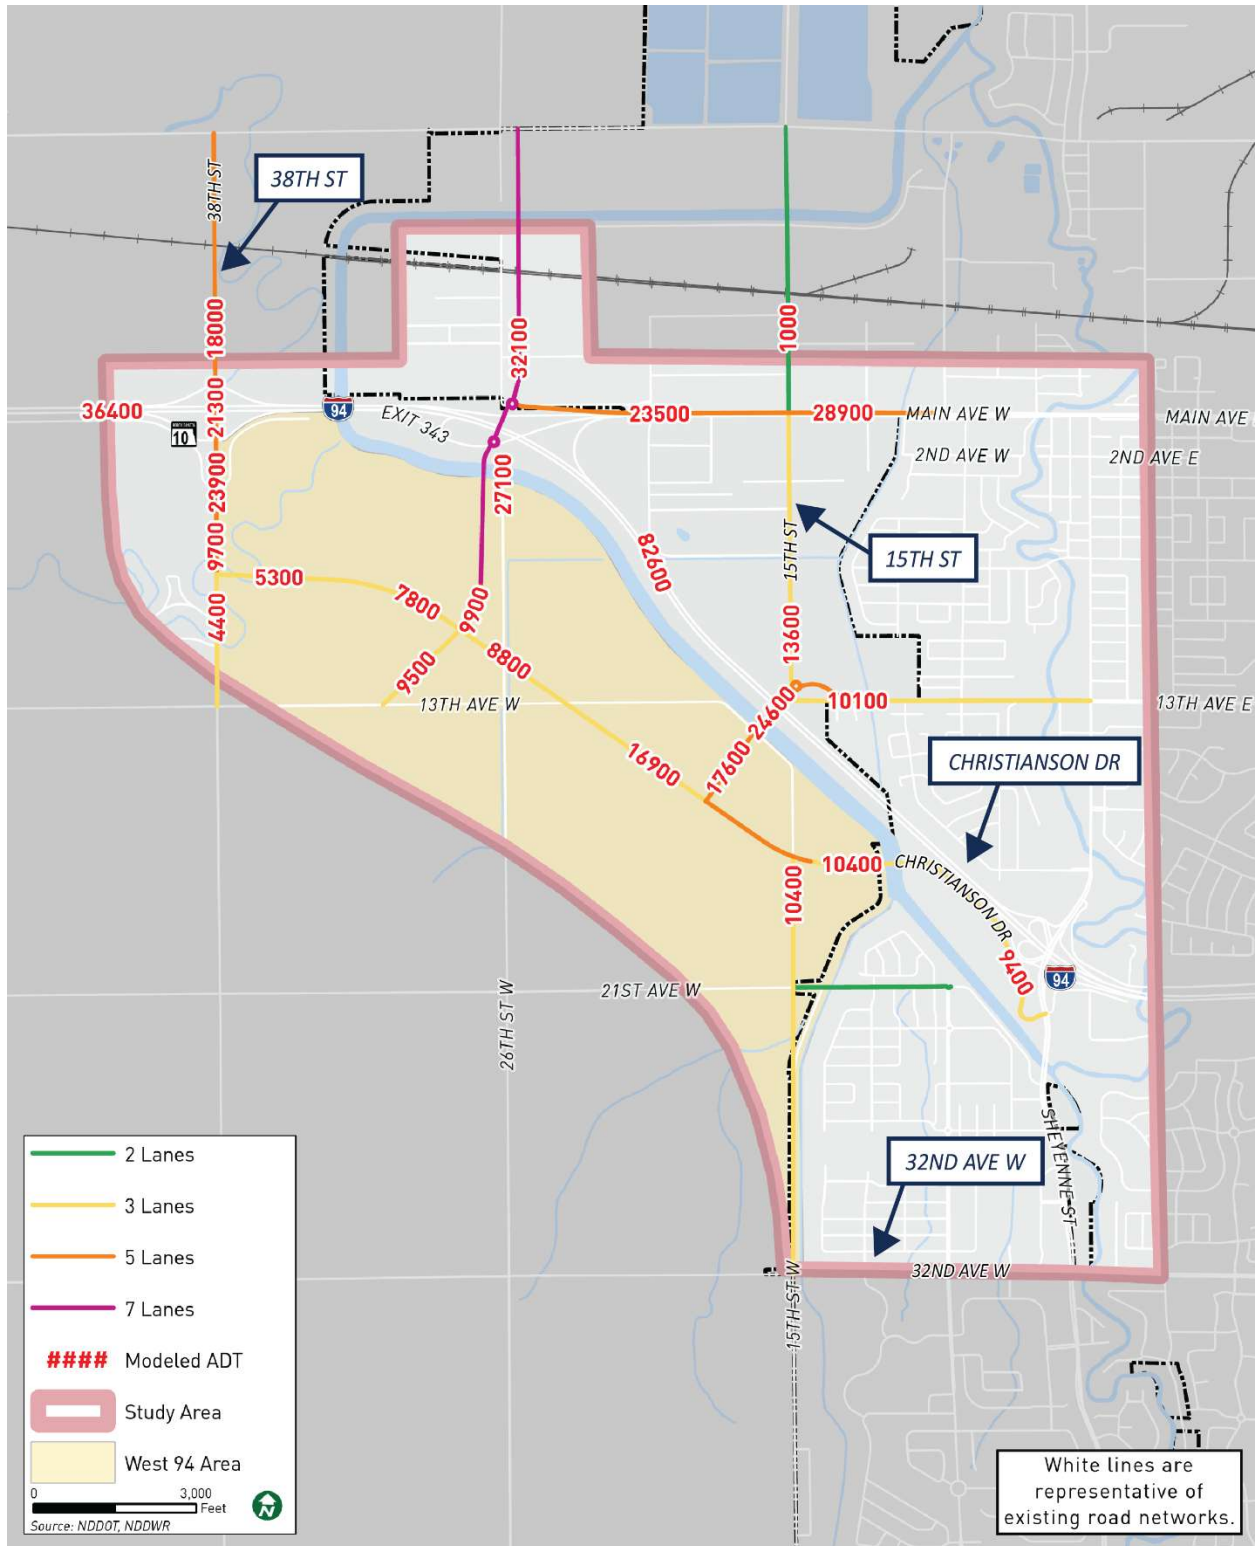 38TH ST
38TH ST
18000
32100
1000
36400
21300
94
EXIT 343
10
23500
28900
MAIN AVE W
MAIN AVE
2ND AVE W
2ND AVE E
23900
27100
9700
82600
15TH ST
15TH ST
5300
7800
4400
9900
9500
8800
13600
13TH AVE W
24600
10100
13TH AVE E
16900
17600
CHRISTIANSON DR
10400
10400
CHRISTIANSON DR
9400
94
21ST AVE W
26TH ST W
SHEYENNE ST
32ND AVE W
32ND AVE W
15TH ST W
2 Lanes
3 Lanes
5 Lanes
7 Lanes
#### Modeled ADT
Study Area
West 94 Area
0 3,000
Feet
N
Source: NDDOT, NDDWR
White lines are
representative of
existing road networks.